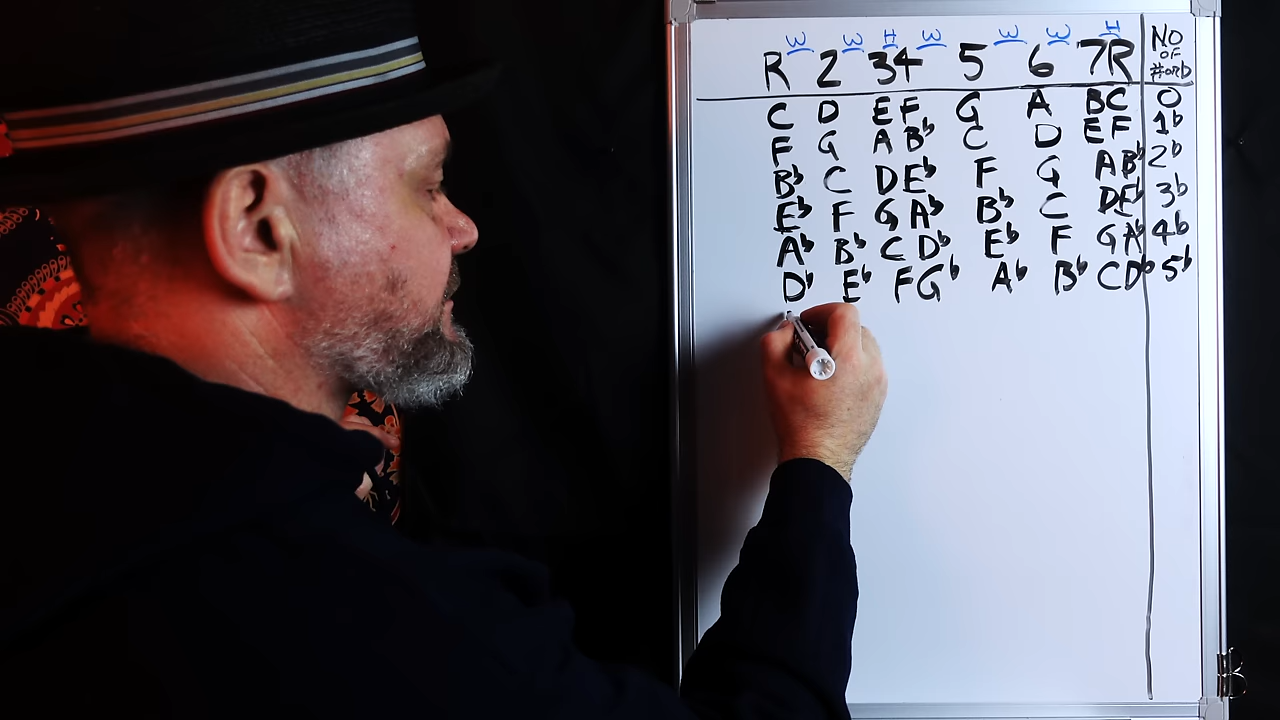 W W H W W W H
R 2 3 4 5 6 7 R NO OF # or b
C D E F G A B C 0
F G A B♭ C D E F 1♭
B♭ C D E♭ F G A B♭ 2♭
E♭ F G A♭ B♭ C D E♭ 3♭
A♭ B♭ C D♭ E♭ F G A♭ 4♭
D♭ E♭ F G♭ A♭ B♭ C D♭ 5♭